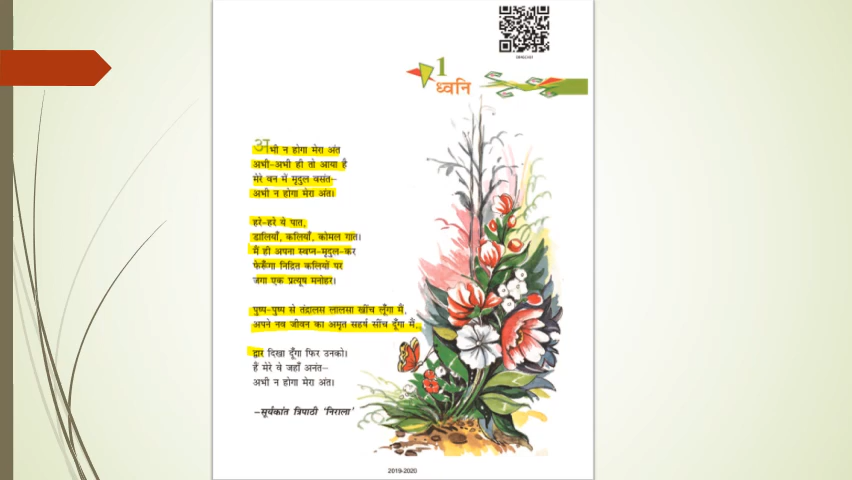 1
ध्वनि
अभी न होगा मेरा अंत
अभी-अभी ही तो आया है
मेरे वन में मृदुल वसंत–
अभी न होगा मेरा अंत।
हरे-हरे ये पात,
डालियाँ, कलियाँ, कोमल गात।
मैं ही अपना स्वप्न-मृदुल-कर
फेरूँगा निद्रित कलियों पर
जगा एक प्रत्यूष मनोहर।
पुष्प-पुष्प से तंद्रालस लालसा खींच लूँगा मैं,
अपने नव जीवन का अमृत सहर्ष सींच दूँगा मैं,
द्वार दिखा दूँगा फिर उनको।
हैं मेरे वे जहाँ अनंत–
अभी न होगा मेरा अंत।
–सूर्यकांत त्रिपाठी 'निराला'
2019-2020